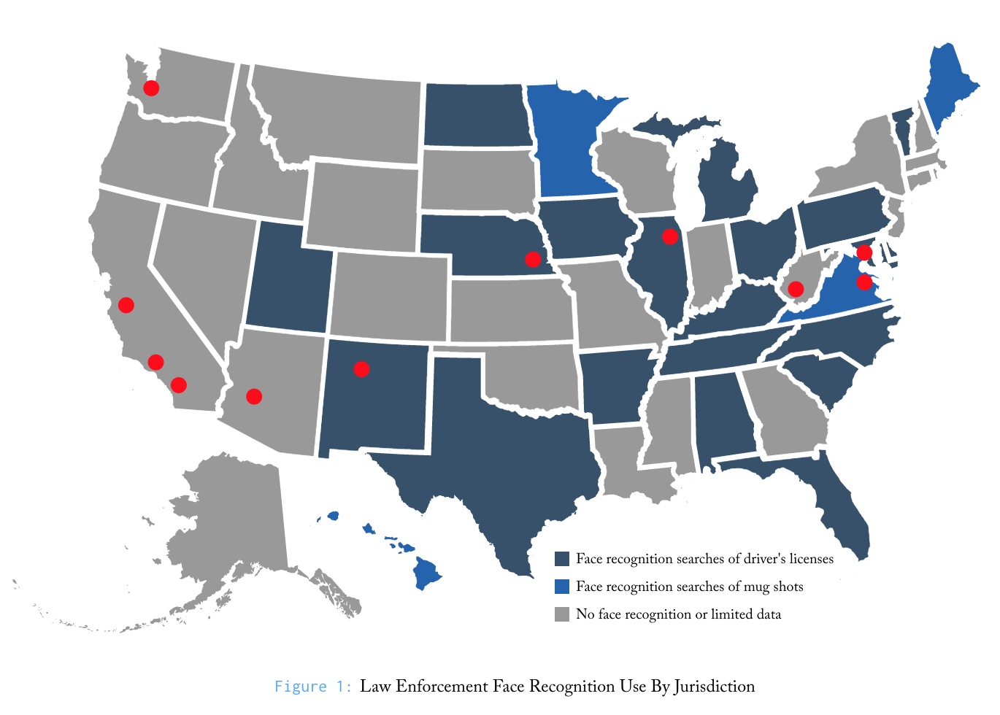 Face recognition searches of driver's licenses
Face recognition searches of mug shots
No face recognition or limited data
Figure 1: Law Enforcement Face Recognition Use By Jurisdiction